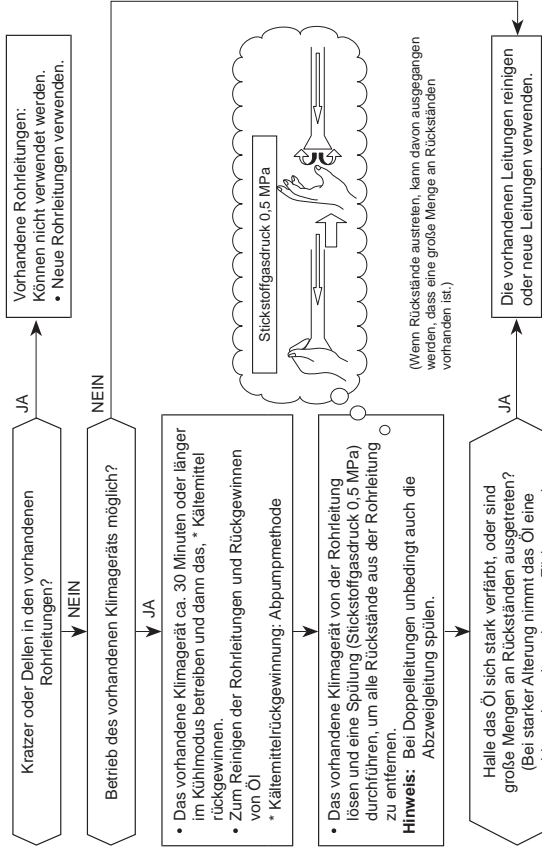 Kratzer oder Dellen in den vorhandenen
Rohrleitungen?
JA
Vorhandene Rohrleitungen:
Können nicht verwendet werden.
• Neue Rohrleitungen verwenden.
NEIN
Betrieb des vorhandenen Klimageräts möglich?
NEIN
JA
• Das vorhandene Klimagerät ca. 30 Minuten oder länger
im Kühlmodus betreiben und dann das, * Kältemittel
rückgewinnen.
• Zum Reinigen der Rohrleitungen und Rückgewinnen
von Öl
* Kältemittelrückgewinnung: Abpumpmethode
• Das vorhandene Klimagerät von der Rohrleitung
lösen und eine Spülung (Stickstoffgasdruck 0,5 MPa)
durchführen, um alle Rückstände aus der Rohrleitung
zu entfernen.
Hinweis: Bei Doppelleitungen unbedingt auch die
Abzweigleitung spülen.
Stickstoffgasdruck 0,5 MPa
(Wenn Rückstände austreten, kann davon ausgegangen
werden, dass eine große Menge an Rückständen
vorhanden ist.)
Halle das Öl sich stark verfärbt, oder sind
große Mengen an Rückständen ausgetreten?
(Bei starker Alterung nimmt das Öl eine
JA
Die vorhandenen Leitungen reinigen
oder neue Leitungen verwenden.